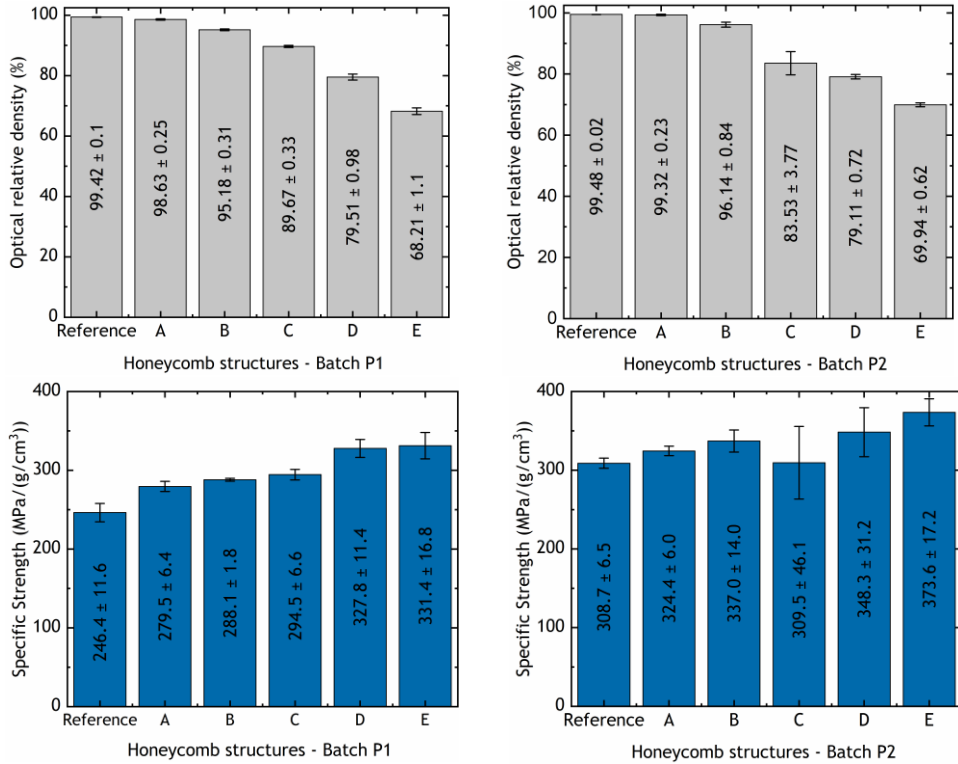 Optical relative density (%)
100
80
60
40
20
0
99.42 ± 0.1
98.63 ± 0.25
95.18 ± 0.31
89.67 ± 0.33
79.51 ± 0.98
68.21 ± 1.1
Reference A B C D E
Honeycomb structures - Batch P1
Optical relative density (%)
100
80
60
40
20
0
99.48 ± 0.02
99.32 ± 0.23
96.14 ± 0.84
83.53 ± 3.77
79.11 ± 0.72
69.94 ± 0.62
Reference A B C D E
Honeycomb structures - Batch P2
Specific Strength (MPa/(g/cm³))
400
300
200
100
0
246.4 ± 11.6
279.5 ± 6.4
288.1 ± 1.8
294.5 ± 6.6
327.8 ± 11.4
331.4 ± 16.8
Reference A B C D E
Honeycomb structures - Batch P1
Specific Strength (MPa/(g/cm³))
400
300
200
100
0
308.7 ± 6.5
324.4 ± 6.0
337.0 ± 14.0
309.5 ± 46.1
348.3 ± 31.2
373.6 ± 17.2
Reference A B C D E
Honeycomb structures - Batch P2